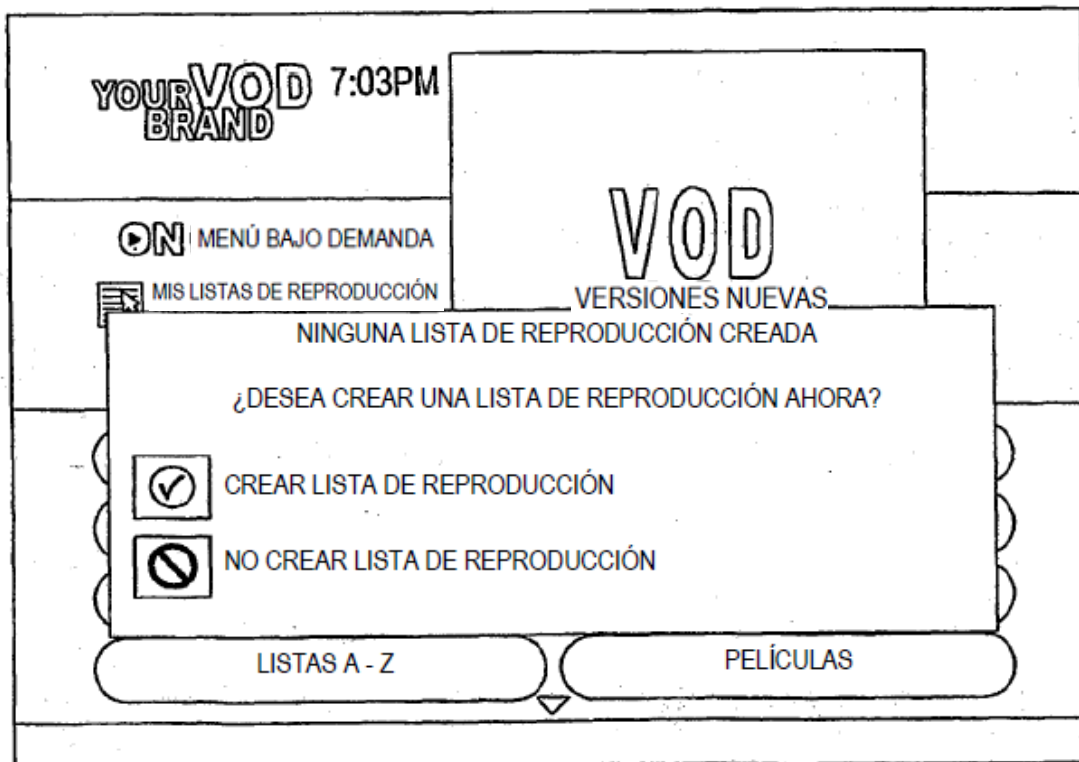 YOUR VOD 7:03PM
BRAND
VOD
VERSIONES NUEVAS
ON MENÚ BAJO DEMANDA
MIS LISTAS DE REPRODUCCIÓN
NINGUNA LISTA DE REPRODUCCIÓN CREADA
¿DESEA CREAR UNA LISTA DE REPRODUCCIÓN AHORA?
CREAR LISTA DE REPRODUCCIÓN
NO CREAR LISTA DE REPRODUCCIÓN
LISTAS A - Z
PELÍCULAS